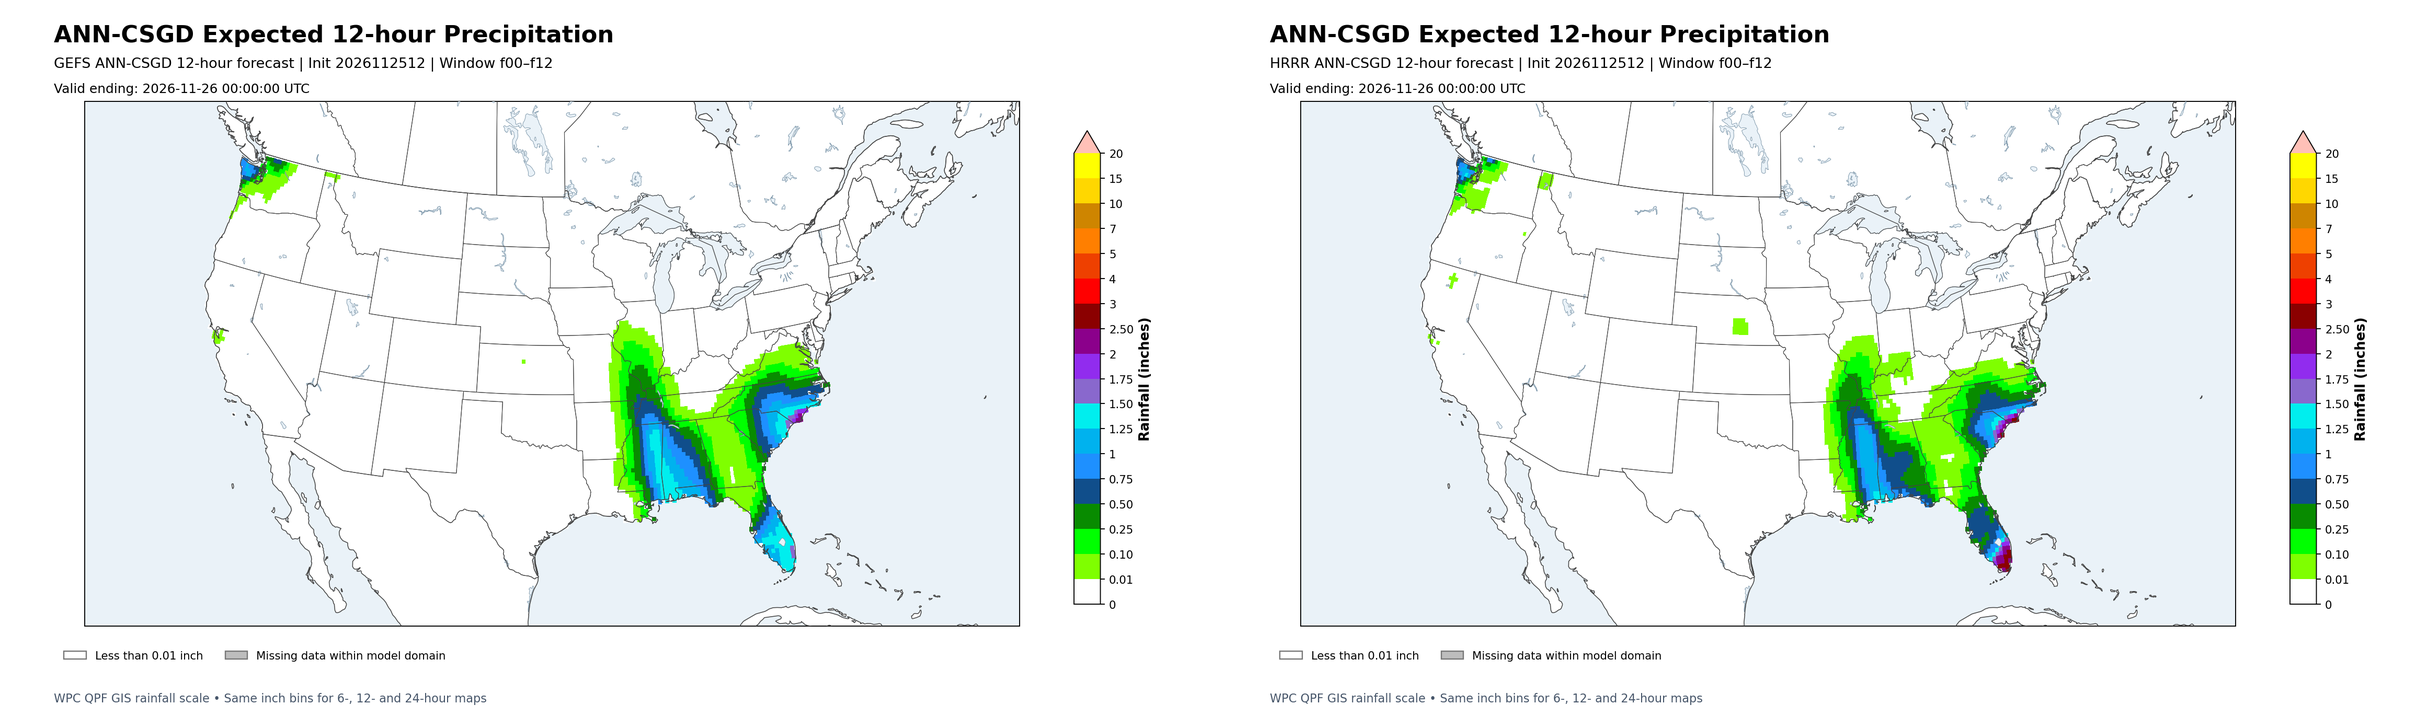 ANN-CSGD Expected 12-hour Precipitation
GEFS ANN-CSGD 12-hour forecast | Init 2026112512 | Window f00–f12
Valid ending: 2026-11-26 00:00:00 UTC
20
15
10
7
5
4
3
2.50
2
1.75
1.50
1.25
1
0.75
0.50
0.25
0.10
0.01
0
Rainfall (inches)
Less than 0.01 inch
Missing data within model domain
WPC QPF GIS rainfall scale • Same inch bins for 6-, 12- and 24-hour maps
ANN-CSGD Expected 12-hour Precipitation
HRRR ANN-CSGD 12-hour forecast | Init 2026112512 | Window f00–f12
Valid ending: 2026-11-26 00:00:00 UTC
20
15
10
7
5
4
3
2.50
2
1.75
1.50
1.25
1
0.75
0.50
0.25
0.10
0.01
0
Rainfall (inches)
Less than 0.01 inch
Missing data within model domain
WPC QPF GIS rainfall scale • Same inch bins for 6-, 12- and 24-hour maps